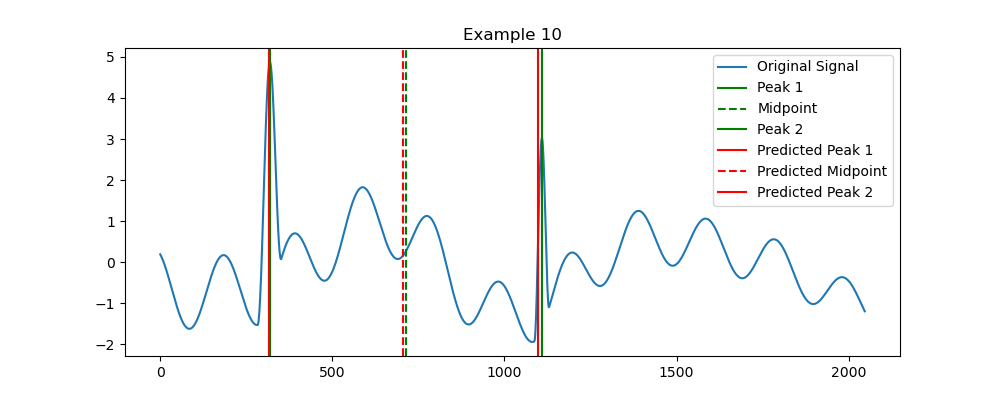 Example 10
5
4
3
2
1
0
−1
−2
0
500
1000
1500
2000
Original Signal
Peak 1
Midpoint
Peak 2
Predicted Peak 1
Predicted Midpoint
Predicted Peak 2